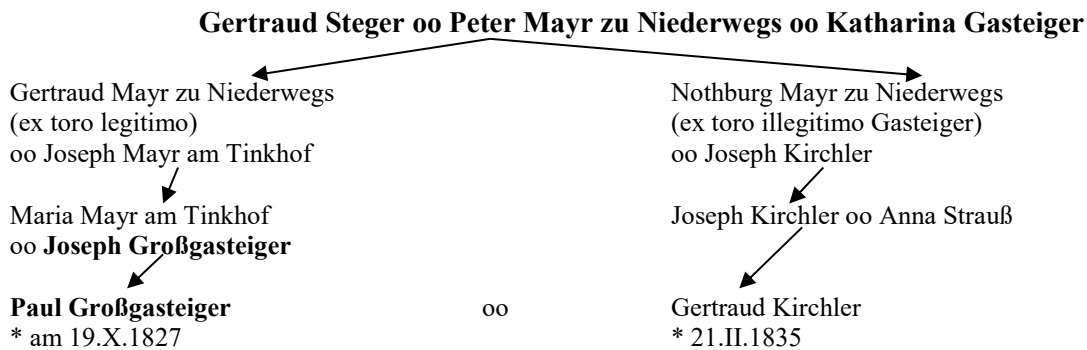 Gertraud Steger oo Peter Mayr zu Niederwegs oo Katharina Gasteiger
Gertraud Mayr zu Niederwegs
(ex toro legitimo)
oo Joseph Mayr am Tinkhof
Nothburg Mayr zu Niederwegs
(ex toro illegitimo Gasteiger)
oo Joseph Kirchler
Maria Mayr am Tinkhof
oo Joseph Großgasteiger
Joseph Kirchler oo Anna Strauß
Paul Großgasteiger
* am 19.X.1827
oo
Gertraud Kirchler
* 21.II.1835